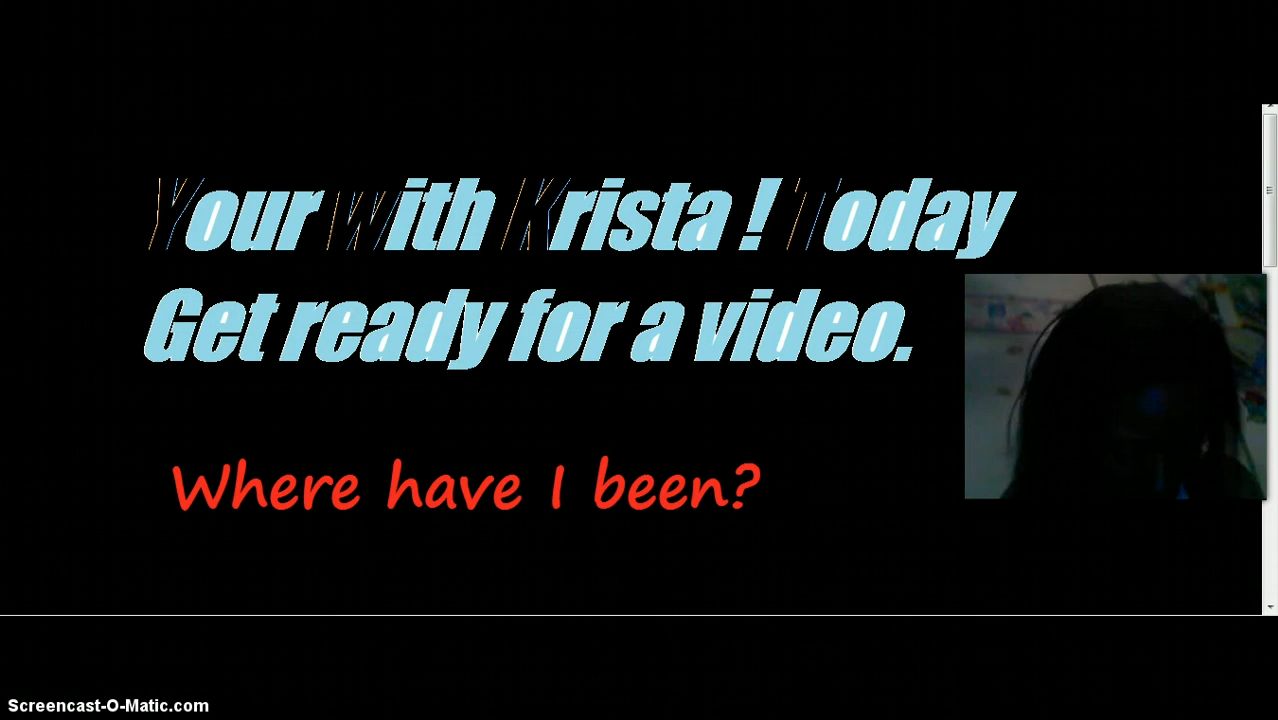 Your With Krista ! Today
Get ready for a video.
Where have I been?
Screencast-O-Matic.com